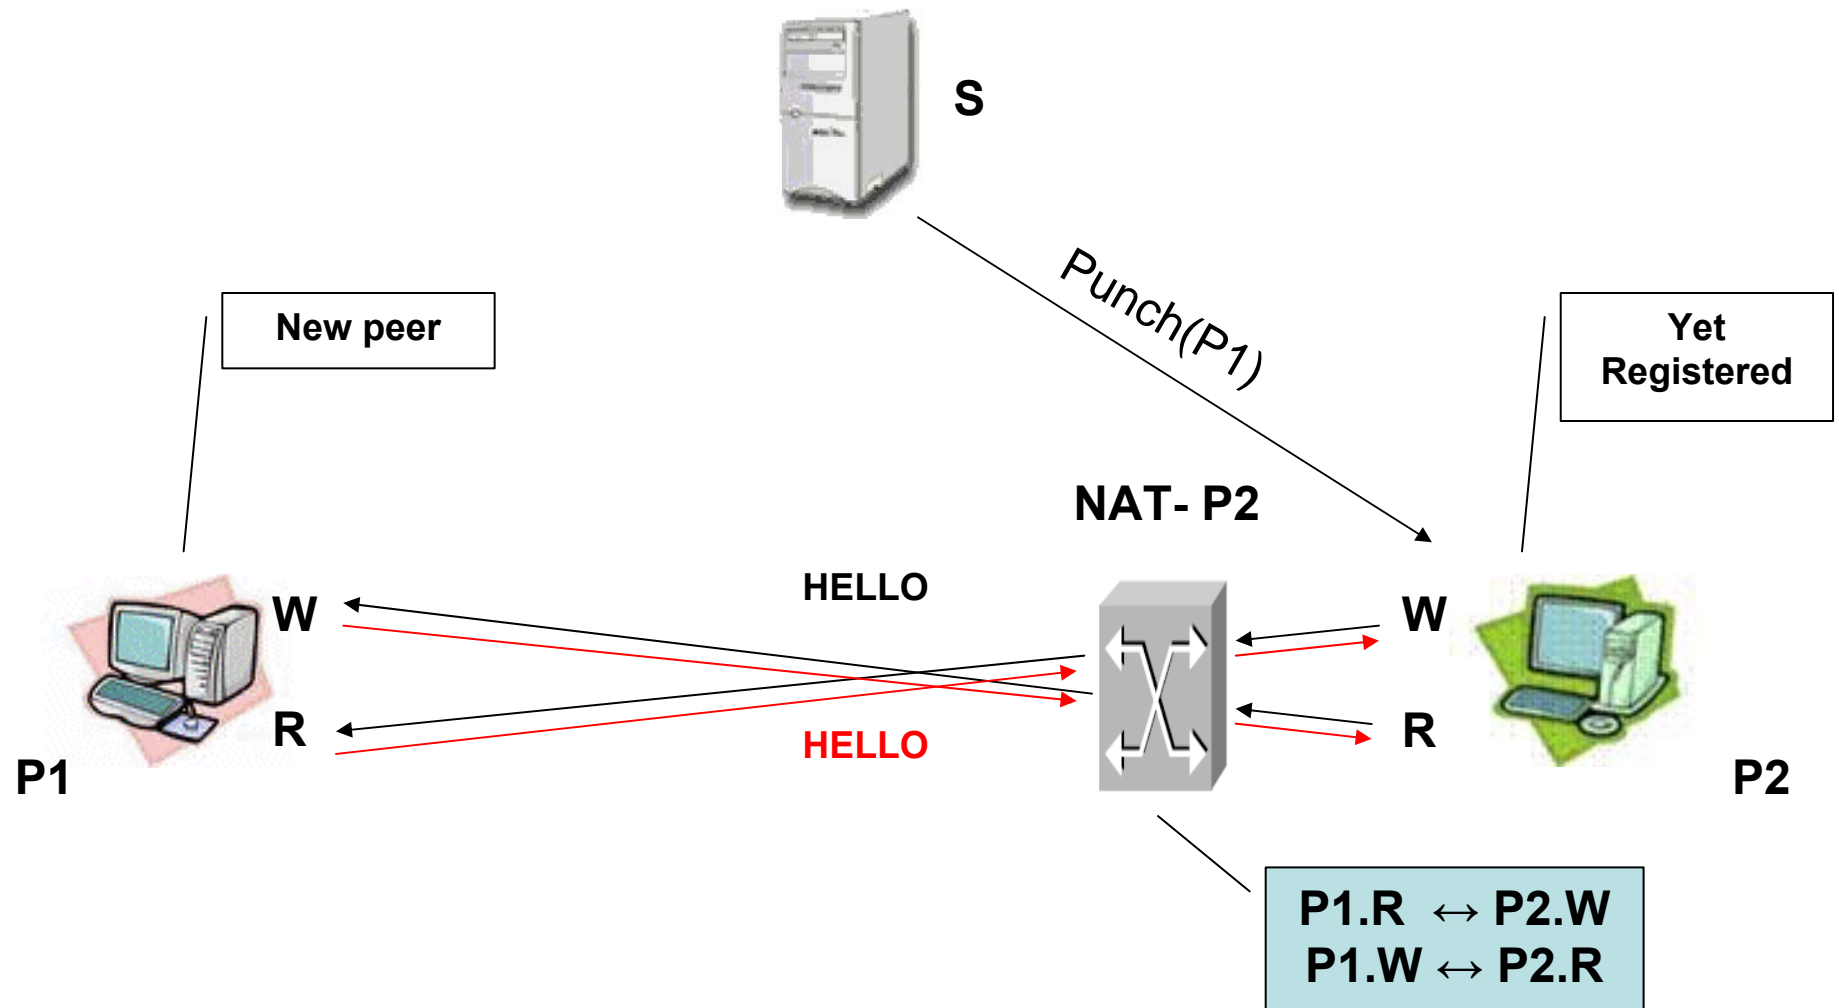 S
Punch(P1)
New peer
Yet
Registered
NAT- P2
HELLO
W
W
R
HELLO
R
P1
P2
P1.R ↔ P2.W
P1.W ↔ P2.R